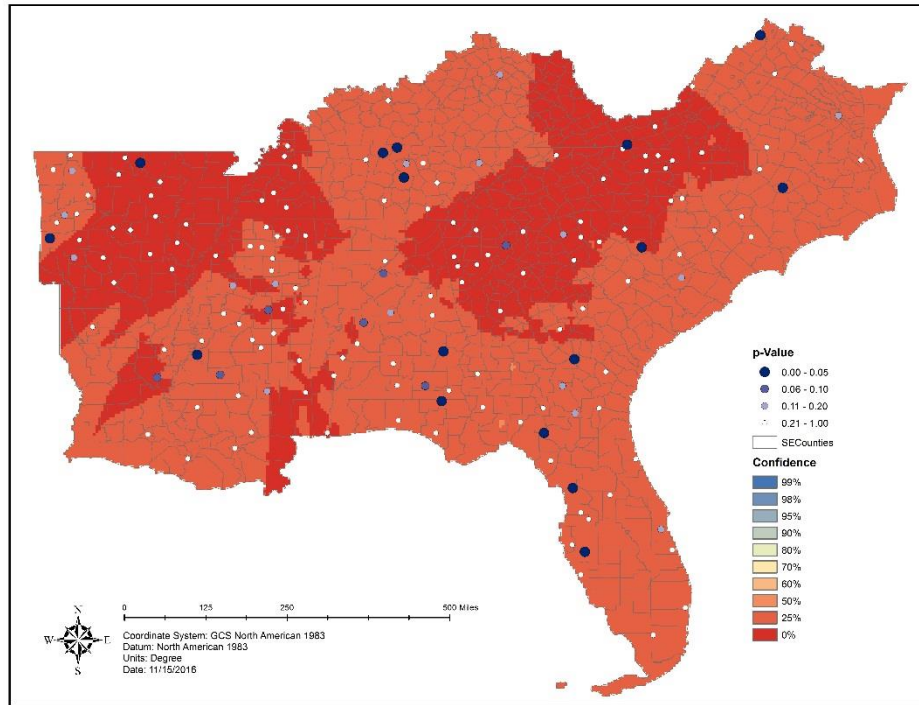 p-Value
0.00 - 0.05
0.06 - 0.10
0.11 - 0.20
0.21 - 1.00
SECounties
Confidence
99%
98%
95%
90%
80%
70%
60%
50%
25%
0%
0 125 250 500 Miles
N
W E
S
Coordinate System: GCS North American 1983
Datum: North American 1983
Units: Degree
Date: 11/15/2016